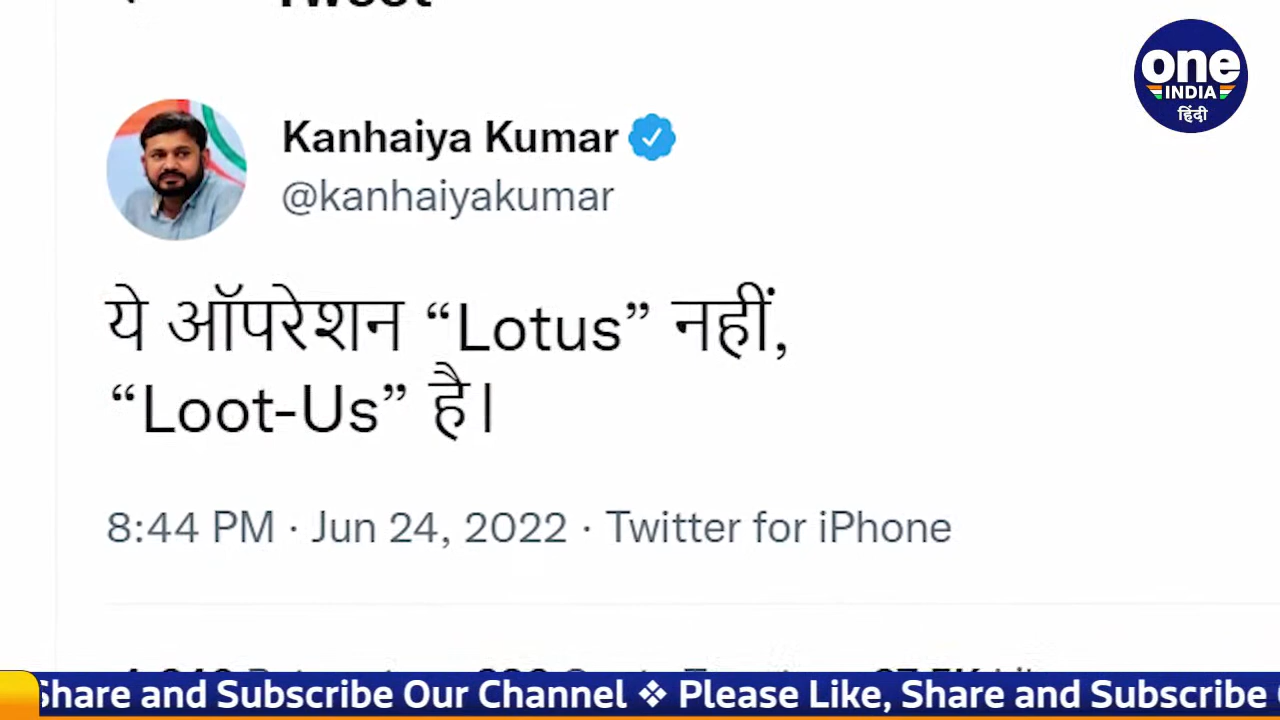 Tweet
one
INDIA
हिंदी
Kanhaiya Kumar
@kanhaiyakumar
ये ऑपरेशन “Lotus” नहीं,
“Loot-Us” है।
8:44 PM · Jun 24, 2022 · Twitter for iPhone
Share and Subscribe Our Channel ❖ Please Like, Share and Subscribe